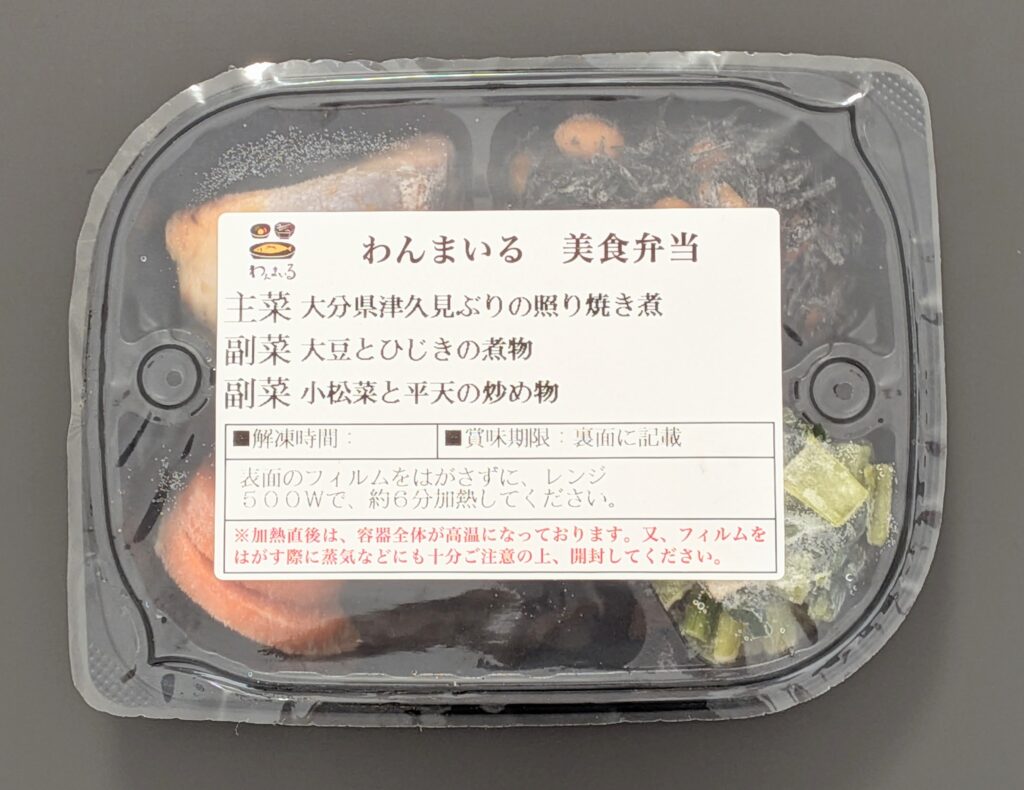 わんまいる
わんまいる　美食弁当
主菜 大分県津久見ぶりの照り焼き煮
副菜 大豆とひじきの煮物
副菜 小松菜と平天の炒め物
■解凍時間：
■賞味期限：裏面に記載
表面のフィルムをはがさずに、レンジ
５００Ｗで、約６分加熱してください。
※加熱直後は、容器全体が高温になっております。又、フィルムを
はがす際に蒸気などにも十分ご注意の上、開封してください。